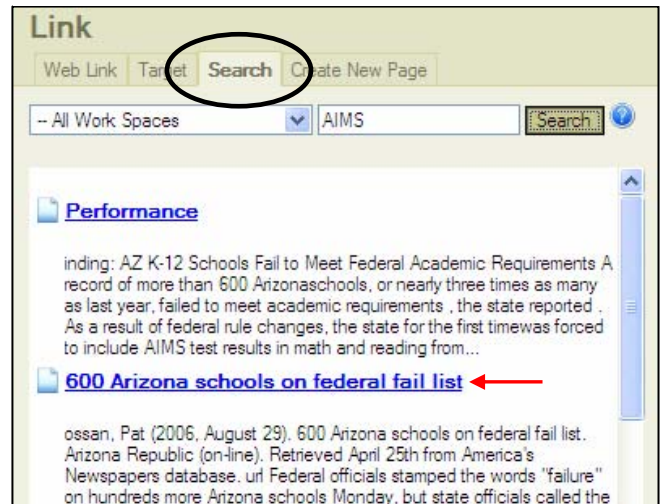 Link
Web Link Target Search Create New Page
-- All Work Spaces AIMS Search ?
Performance
inding: AZ K-12 Schools Fail to Meet Federal Academic Requirements A
record of more than 600 Arizonaschools, or nearly three times as many
as last year, failed to meet academic requirements , the state reported .
As a result of federal rule changes, the state for the first timewas forced
to include AIMS test results in math and reading from...
600 Arizona schools on federal fail list
ossan, Pat (2006, August 29). 600 Arizona schools on federal fail list.
Arizona Republic (on-line). Retrieved April 25th from America's
Newspapers database. url Federal officials stamped the words "failure"
on hundreds more Arizona schools Monday, but state officials called the